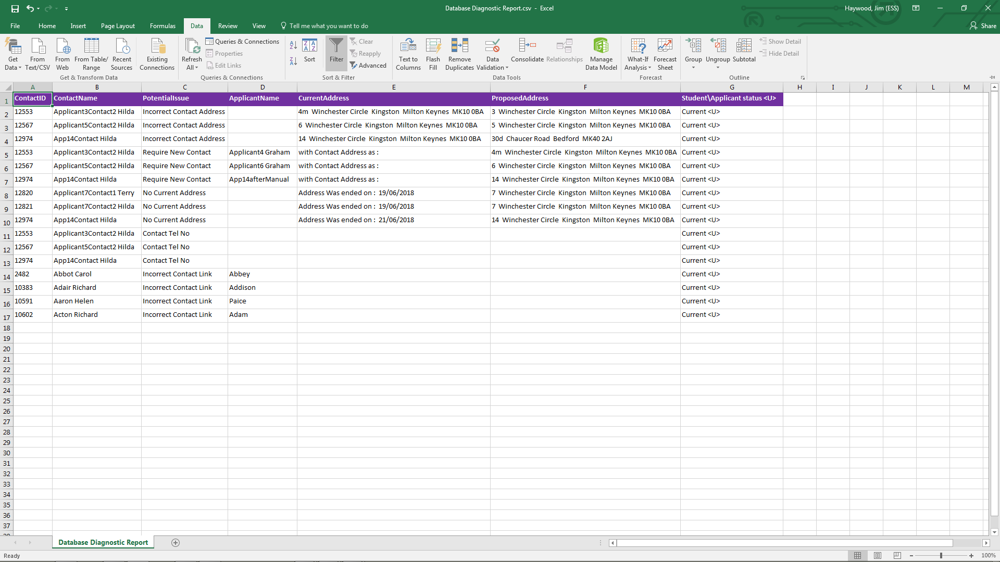 Database Diagnostic Report.csv - Excel
Haywood, Jim (ESS)
File Home Insert Page Layout Formulas Data Review View Tell me what you want to do Share
Get Data From Text/CSV From Web From Table/ Range Recent Sources Existing Connections
Get & Transform Data
Refresh All Queries & Connections Properties Edit Links
Queries & Connections
Sort Filter Clear Reapply Advanced
Sort & Filter
Text to Columns Flash Fill Remove Duplicates Data Validation Consolidate Relationships Manage Data Model
Data Tools
What-If Analysis Forecast Sheet
Forecast
Group Ungroup Subtotal Show Detail Hide Detail
Outline
A B C D E F G H I J K L M
1 ContactID ContactName PotentialIssue ApplicantName CurrentAddress ProposedAddress Student\Applicant status <U>
2 12553 Applicant3Contact2 Hilda Incorrect Contact Address 4m Winchester Circle Kingston Milton Keynes MK10 0BA 3 Winchester Circle Kingston Milton Keynes MK10 0BA Current <U>
3 12567 Applicant5Contact2 Hilda Incorrect Contact Address 6 Winchester Circle Kingston Milton Keynes MK10 0BA 5 Winchester Circle Kingston Milton Keynes MK10 0BA Current <U>
4 12974 App14Contact Hilda Incorrect Contact Address 14 Winchester Circle Kingston Milton Keynes MK10 0BA 30d Chaucer Road Bedford MK40 2AJ Current <U>
5 12553 Applicant3Contact2 Hilda Require New Contact Applicant4 Graham with Contact Address as : 4m Winchester Circle Kingston Milton Keynes MK10 0BA Current <U>
6 12567 Applicant5Contact2 Hilda Require New Contact Applicant6 Graham with Contact Address as : 6 Winchester Circle Kingston Milton Keynes MK10 0BA Current <U>
7 12974 App14Contact Hilda Require New Contact App14afterManual with Contact Address as : 14 Winchester Circle Kingston Milton Keynes MK10 0BA Current <U>
8 12820 Applicant7Contact1 Terry No Current Address Address Was ended on : 19/06/2018 7 Winchester Circle Kingston Milton Keynes MK10 0BA Current <U>
9 12821 Applicant7Contact2 Hilda No Current Address Address Was ended on : 19/06/2018 7 Winchester Circle Kingston Milton Keynes MK10 0BA Current <U>
10 12974 App14Contact Hilda No Current Address Address Was ended on : 21/06/2018 14 Winchester Circle Kingston Milton Keynes MK10 0BA Current <U>
11 12553 Applicant3Contact2 Hilda Contact Tel No Current <U>
12 12567 Applicant5Contact2 Hilda Contact Tel No Current <U>
13 12974 App14Contact Hilda Contact Tel No Current <U>
14 2482 Abbot Carol Incorrect Contact Link Abbey Current <U>
15 10383 Adair Richard Incorrect Contact Link Addison Current <U>
16 10591 Aaron Helen Incorrect Contact Link Paice Current <U>
17 10602 Acton Richard Incorrect Contact Link Adam Current <U>
18
19
20
21
22
23
24
25
26
27
28
29
30
31
32
33
34
35
36
37
Database Diagnostic Report
Ready 100%